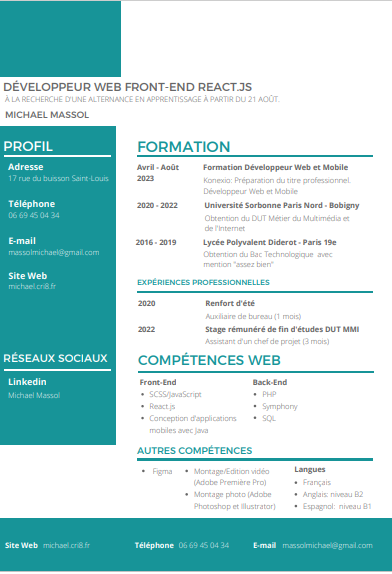 DÉVELOPPEUR WEB FRONT-END REACT.JS
À LA RECHERCHE D'UNE ALTERNANCE EN APPRENTISSAGE À PARTIR DU 21 AOÛT.
MICHAEL MASSOL
PROFIL
Adresse
17 rue du buisson Saint-Louis
Téléphone
06 69 45 04 34
E-mail
massolmichael@gmail.com
Site Web
michael.cri8.fr
RÉSEAUX SOCIAUX
Linkedin
Michael Massol
FORMATION
Avril - Août
2023
Formation Développeur Web et Mobile
Konexio: Préparation du titre professionnel.
Développeur Web et Mobile
2020 - 2022
Université Sorbonne Paris Nord - Bobigny
Obtention du DUT Métier du Multimédia et
de l'Internet
2016 - 2019
Lycée Polyvalent Diderot - Paris 19e
Obtention du Bac Technologique avec
mention "assez bien"
EXPÉRIENCES PROFESSIONNELLES
2020
Renfort d'été
Auxiliaire de bureau (1 mois)
2022
Stage rémunéré de fin d'études DUT MMI
Assistant d'un chef de projet (3 mois)
COMPÉTENCES WEB
Front-End
• SCSS/JavaScript
• React.js
• Conception d'applications
mobiles avec Java
Back-End
• PHP
• Symphony
• SQL
AUTRES COMPÉTENCES
• Figma
• Montage/Edition vidéo
(Adobe Première Pro)
• Montage photo (Adobe
Photoshop et Illustrator)
Langues
• Français
• Anglais: niveau B2
• Espagnol: niveau B1
Site Web michael.cri8.fr
Téléphone 06 69 45 04 34
E-mail massolmichael@gmail.com